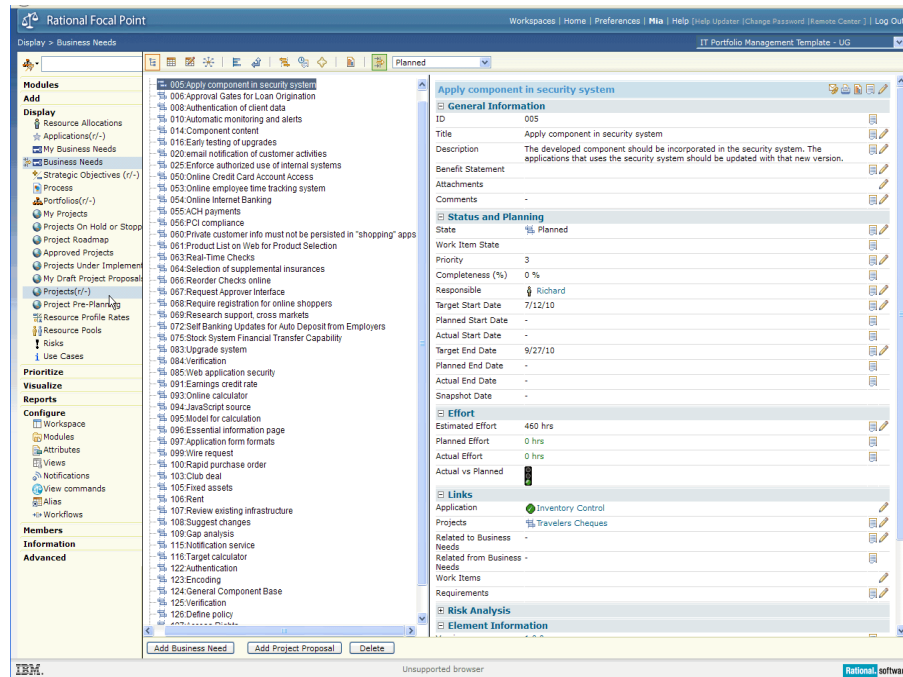 Rational Focal Point
Workspaces | Home | Preferences | Mia | Help [Help Updater |Change Password |Remote Center ] | Log Out
Display > Business Needs
IT Portfolio Management Template - UG
Planned
Modules
Add
Display
Resource Allocations
Applications(r/-)
My Business Needs
Business Needs
Strategic Objectives (r/-)
Process
Portfolios(r/-)
My Projects
Projects On Hold or Stopp
Project Roadmap
Approved Projects
Projects Under Implement
My Draft Project Proposals
Projects(r/-)
Project Pre-Planning
Resource Profile Rates
Resource Pools
Risks
Use Cases
Prioritize
Visualize
Reports
Configure
Workspace
Modules
Attributes
Views
Notifications
View commands
Alias
Workflows
Members
Information
Advanced
005:Apply component in security system
006:Approval Gates for Loan Origination
008:Authentication of client data
010:Automatic monitoring and alerts
014:Component content
016:Early testing of upgrades
020:email notification of customer activities
025:Enforce authorized use of internal systems
050:Online Credit Card Account Access
053:Online employee time tracking system
054:Online Internet Banking
055:ACH payments
056:PCI compliance
060:Private customer info must not be persisted in "shopping" apps
061:Product List on Web for Product Selection
063:Real-Time Checks
064:Selection of supplemental insurances
066:Reorder Checks online
067:Request Approver Interface
068:Require registration for online shoppers
069:Research support, cross markets
072:Self Banking Updates for Auto Deposit from Employers
075:Stock System Financial Transfer Capability
083:Upgrade system
084:Verification
085:Web application security
091:Earnings credit rate
093:Online calculator
094:JavaScript source
095:Model for calculation
096:Essential information page
097:Application form formats
099:Wire request
100:Rapid purchase order
103:Club deal
105:Fixed assets
106:Rent
107:Review existing infrastructure
108:Suggest changes
109:Gap analysis
115:Notification service
116:Target calculator
122:Authentication
123:Encoding
124:General Component Base
125:Verification
126:Define policy
Add Business Need
Add Project Proposal
Delete
Apply component in security system
General Information
ID 005
Title Apply component in security system
Description The developed component should be incorporated in the security system. The
applications that uses the security system should be updated with that new version.
Benefit Statement
Attachments
Comments -
Status and Planning
State Planned
Work Item State
Priority 3
Completeness (%) 0 %
Responsible Richard
Target Start Date 7/12/10
Planned Start Date -
Actual Start Date -
Target End Date 9/27/10
Planned End Date -
Actual End Date -
Snapshot Date -
Effort
Estimated Effort 460 hrs
Planned Effort 0 hrs
Actual Effort 0 hrs
Actual vs Planned
Links
Application Inventory Control
Projects Travelers Cheques
Related to Business -
Needs
Related from Business -
Needs
Work Items
Requirements
Risk Analysis
Element Information
IBM.
Unsupported browser
Rational. software